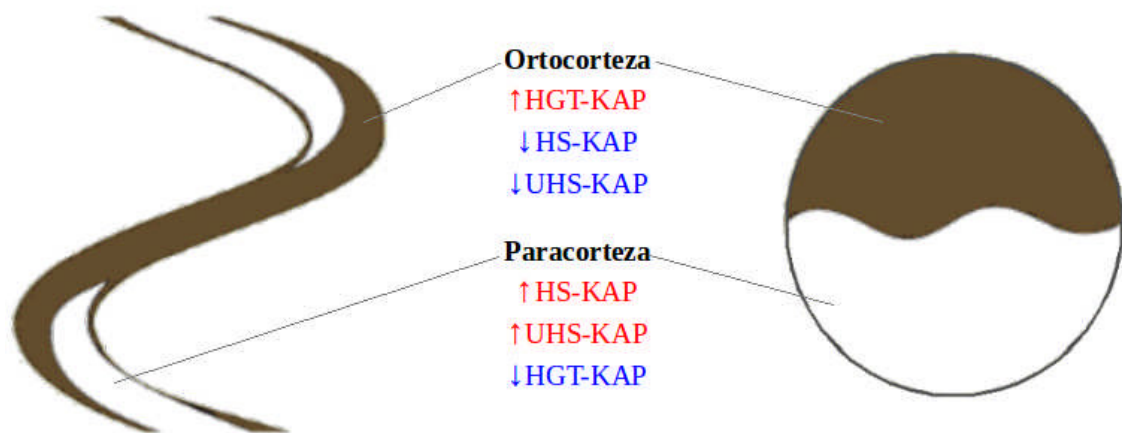 Ortocorteza
↑HGT-KAP
↓HS-KAP
↓UHS-KAP
Paracorteza
↑HS-KAP
↑UHS-KAP
↓HGT-KAP